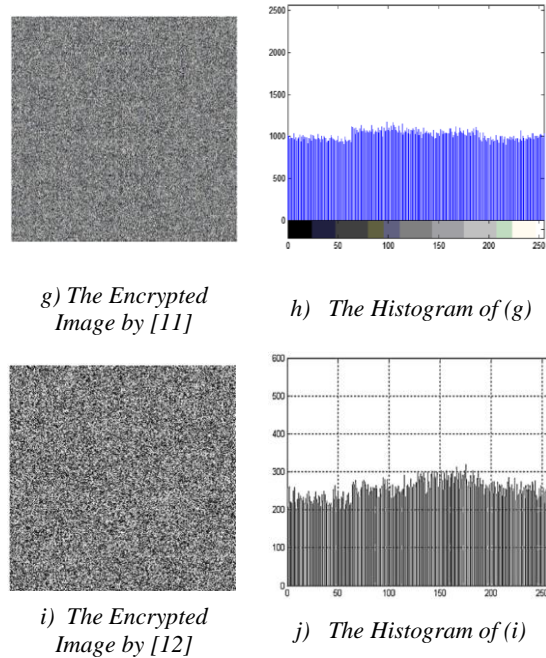 2500
2000
1500
1000
500
0
0 50 100 150 200 250
g) The Encrypted
Image by [11]
h) The Histogram of (g)
600
500
400
300
200
100
0
0 50 100 150 200 250
i) The Encrypted
Image by [12]
j) The Histogram of (i)